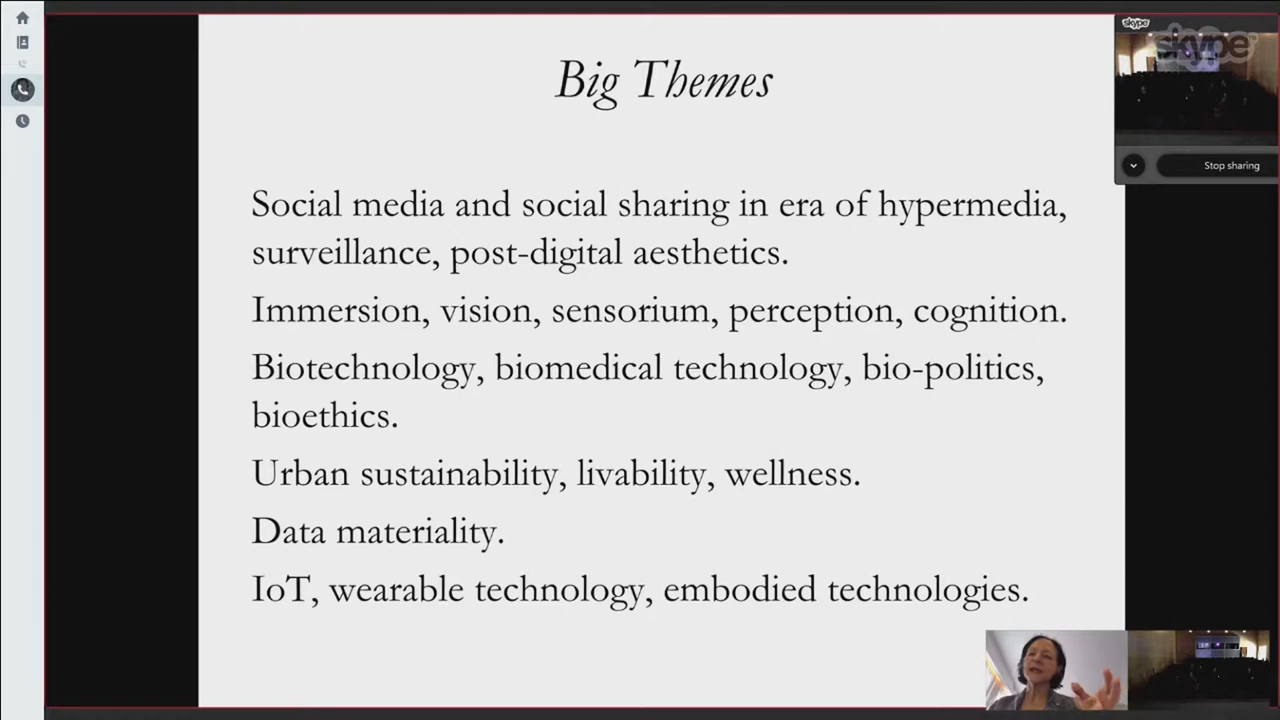 Big Themes
skype
skype
Stop sharing
Social media and social sharing in era of hypermedia,
surveillance, post-digital aesthetics.
Immersion, vision, sensorium, perception, cognition.
Biotechnology, biomedical technology, bio-politics,
bioethics.
Urban sustainability, livability, wellness.
Data materiality.
IoT, wearable technology, embodied technologies.